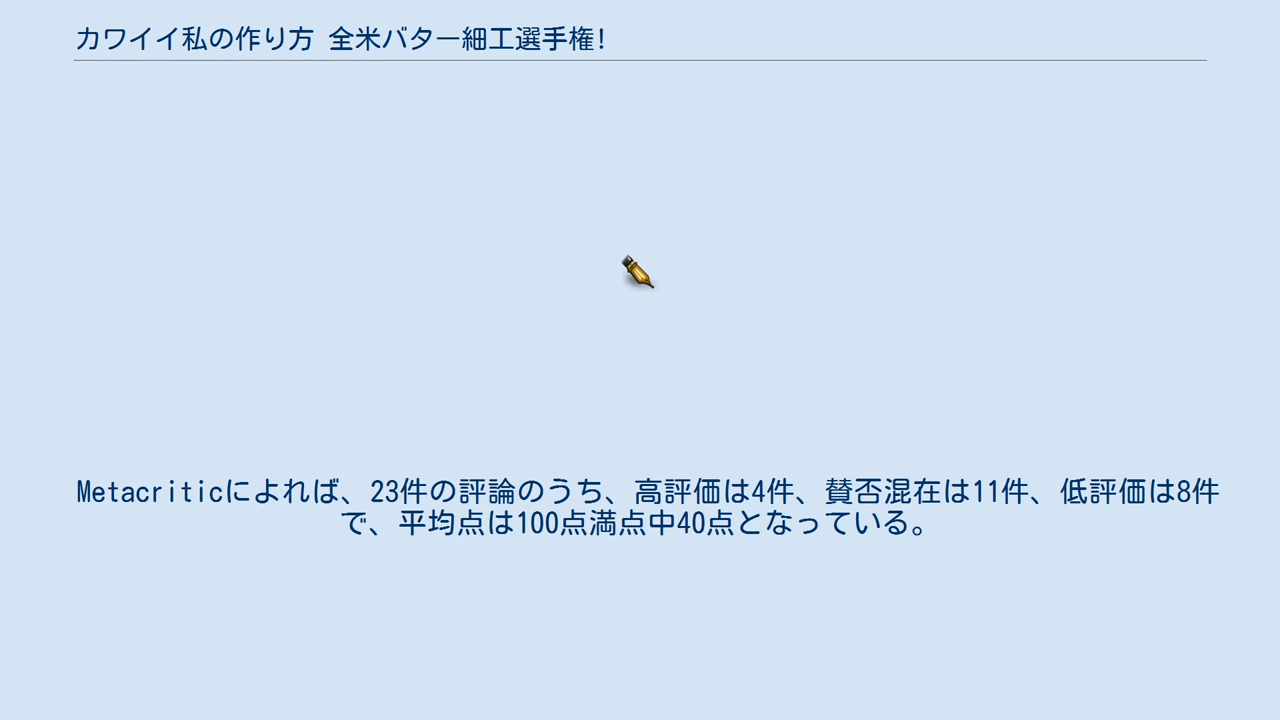 カワイイ私の作り方 全米バター細工選手権!
Metacriticによれば、23件の評論のうち、高評価は4件、賛否混在は11件、低評価は8件
で、平均点は100点満点中40点となっている。